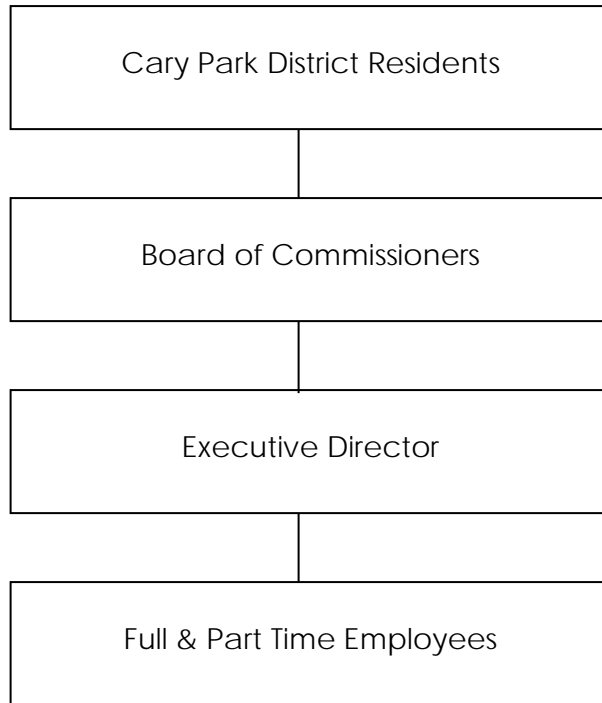 Cary Park District Residents
Board of Commissioners
Executive Director
Full & Part Time Employees